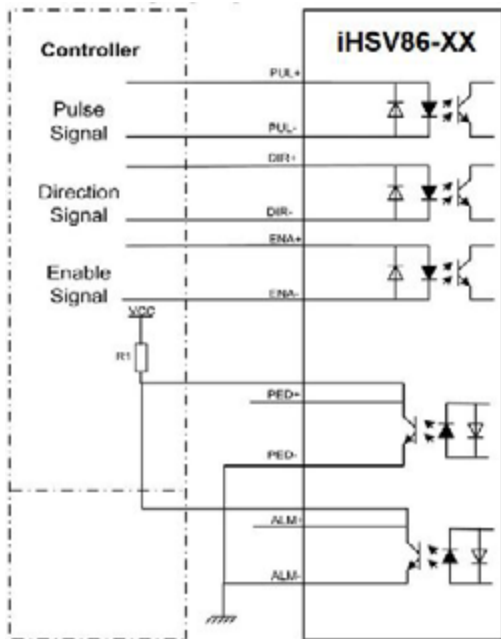 Controller
iHSV86-XX
PUL+
Pulse
Signal
PUL-
DIR+
Direction
Signal
DIR-
ENA+
Enable
Signal
ENA-
VCC
R1
PED+
PED-
ALM+
ALM-